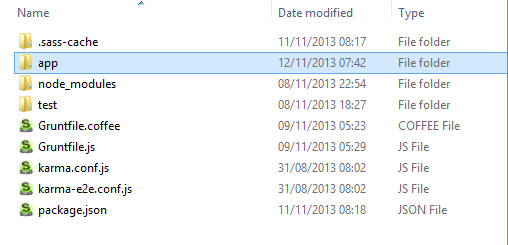 Name Date modified Type
.sass-cache 11/11/2013 08:17 File folder
app 12/11/2013 07:42 File folder
node_modules 08/11/2013 22:54 File folder
test 08/11/2013 18:27 File folder
Gruntfile.coffee 09/11/2013 05:23 COFFEE File
Gruntfile.js 09/11/2013 05:29 JS File
karma.conf.js 31/08/2013 08:02 JS File
karma-e2e.conf.js 31/08/2013 08:02 JS File
package.json 11/11/2013 08:18 JSON File